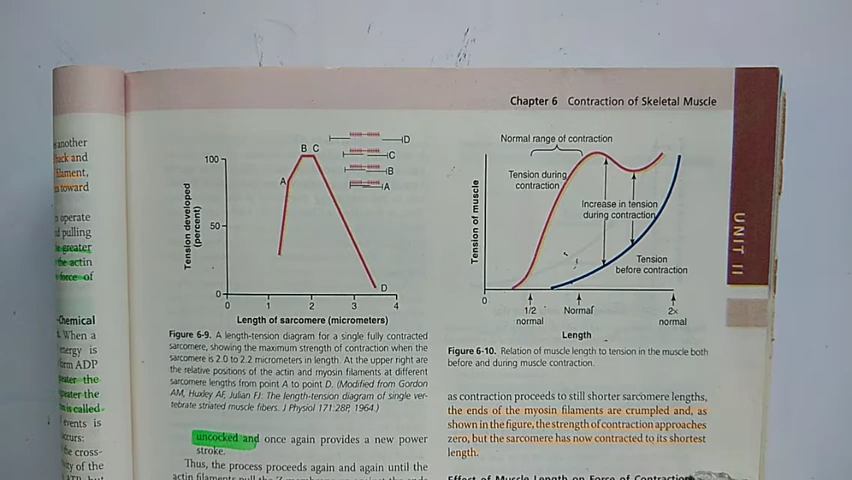 Chapter 6 Contraction of Skeletal Muscle
another
back and
filament,
toward
operate
pulling
greater
the actin
force of
-Chemical
When a
energy is
form ADP
greater the
greater the
is called
events is
occurs:
the cross-
of the
Tension developed
(percent)
100
50
0
A
B C
D
D
C
B
A
0 1 2 3 4
Length of sarcomere (micrometers)
Figure 6-9. A length-tension diagram for a single fully contracted
sarcomere, showing the maximum strength of contraction when the
sarcomere is 2.0 to 2.2 micrometers in length. At the upper right are
the relative positions of the actin and myosin filaments at different
sarcomere lengths from point A to point D. (Modified from Gordon
AM, Huxley AF, Julian FJ: The length-tension diagram of single ver-
tebrate striated muscle fibers. J Physiol 171:28P, 1964.)
uncocked and once again provides a new power
stroke.
Thus, the process proceeds again and again until the
Normal range of contraction
Tension during
contraction
Tension of muscle
Increase in tension
during contraction
Tension
before contraction
0
1/2
normal
Normal
2×
normal
Length
Figure 6-10. Relation of muscle length to tension in the muscle both
before and during muscle contraction.
as contraction proceeds to still shorter sarcomere lengths,
the ends of the myosin filaments are crumpled and, as
shown in the figure, the strength of contraction approaches
zero, but the sarcomere has now contracted to its shortest
length.
Effect of Muscle Length on Force of Contraction
UNIT II